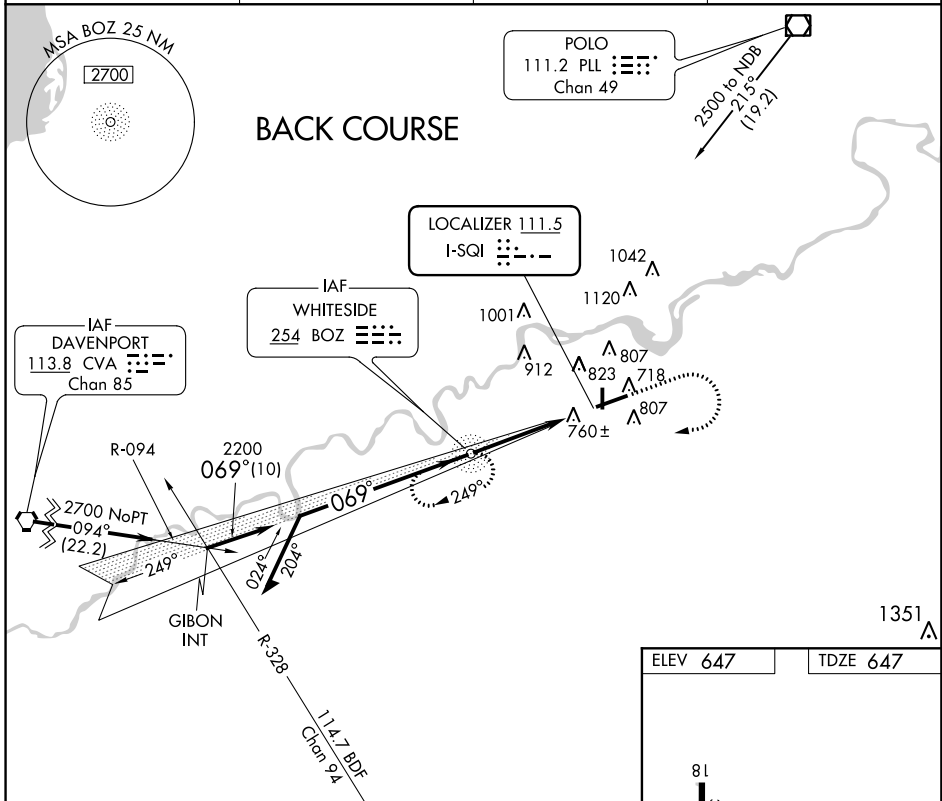 MSA BOZ 25 NM
2700
BACK COURSE
POLO
111.2 PLL
Chan 49
2500 to NDB
215°
(19.2)
LOCALIZER 111.5
I-SQI
IAF
WHITESIDE
254 BOZ
IAF
DAVENPORT
113.8 CVA
Chan 85
1042
1120
1001
912
807
823
718
807
760±
R-094
2200
069°(10)
2700 NoPT
094°
(22.2)
069°
249°
249°
024°
204°
GIBON
INT
R-328
114.7 BDF
Chan 94
1351
ELEV 647
TDZE 647
18